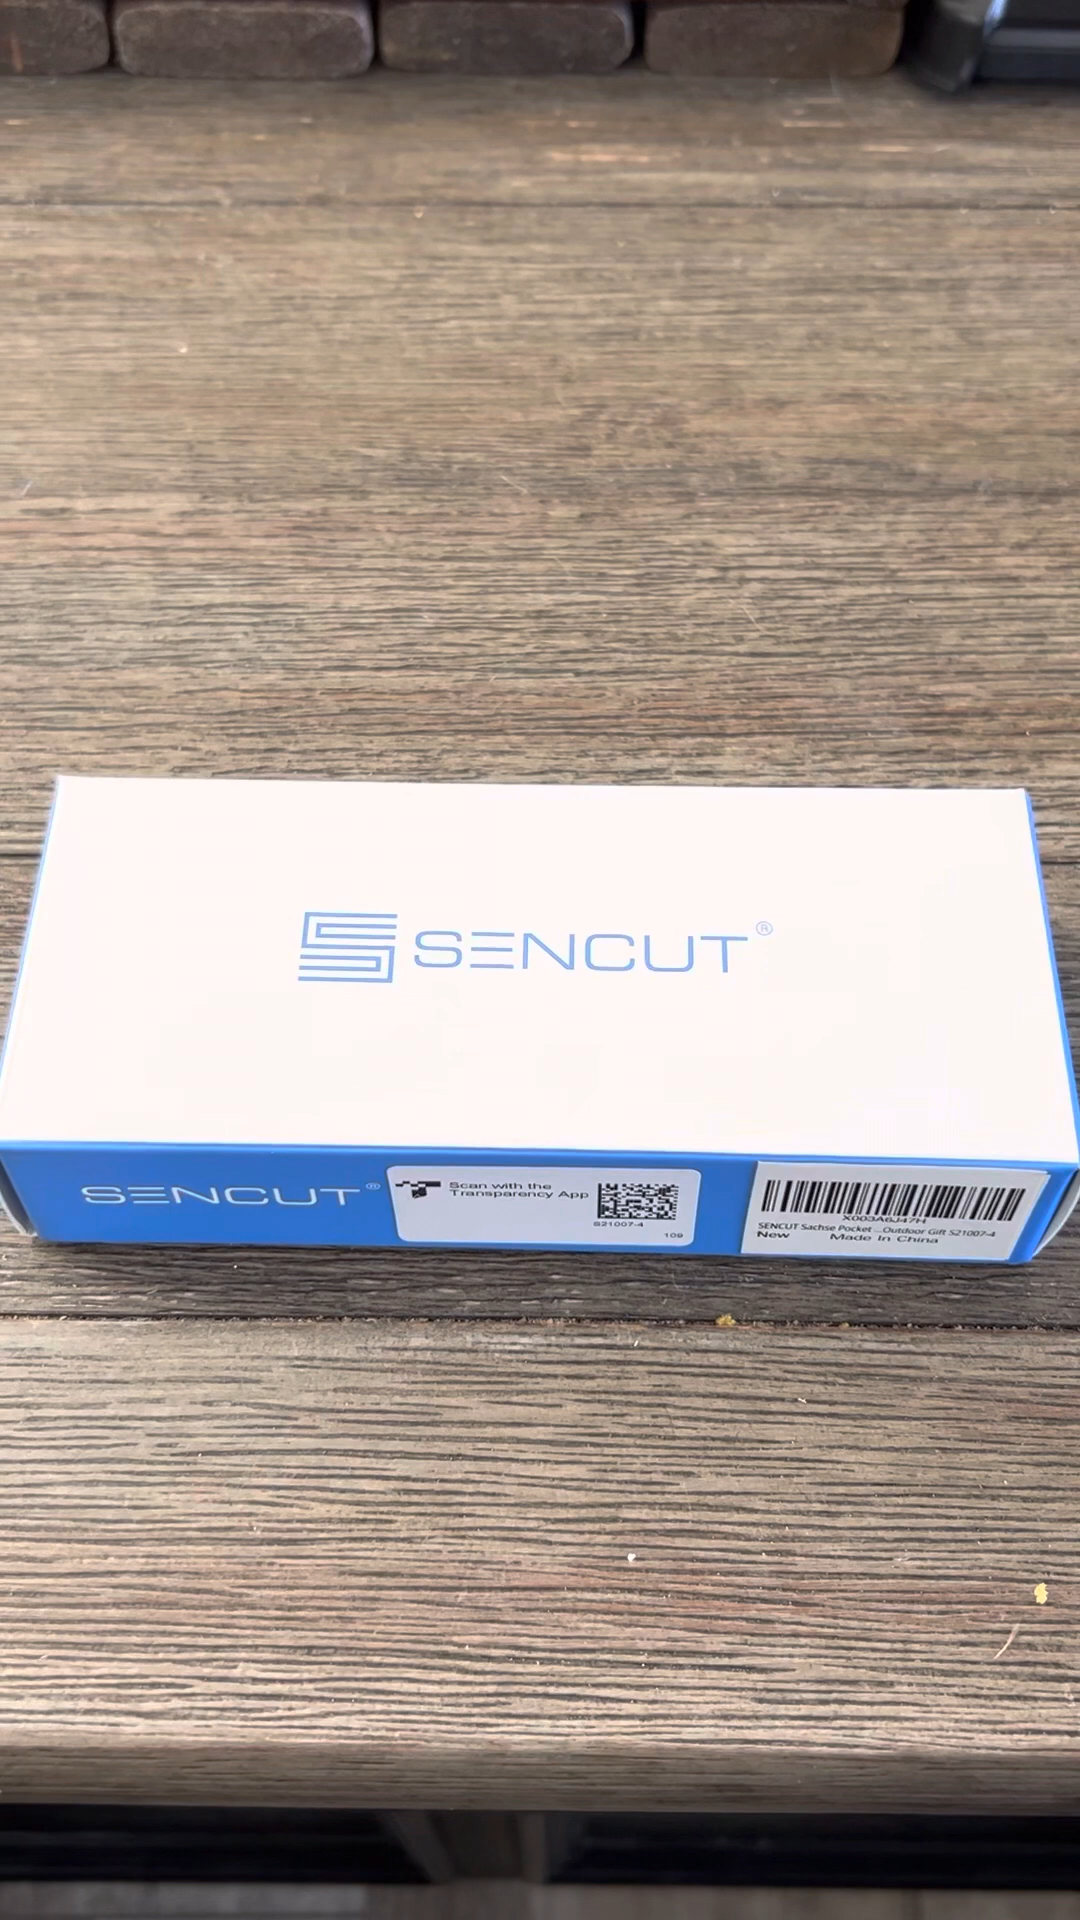 SENCUT®
SENCUT®
Scan with the
Transparency App
S21007-4
109
X003A6J47H
SENCUT Sachse Pocket ...Outdoor Gift S21007-4
New Made In China